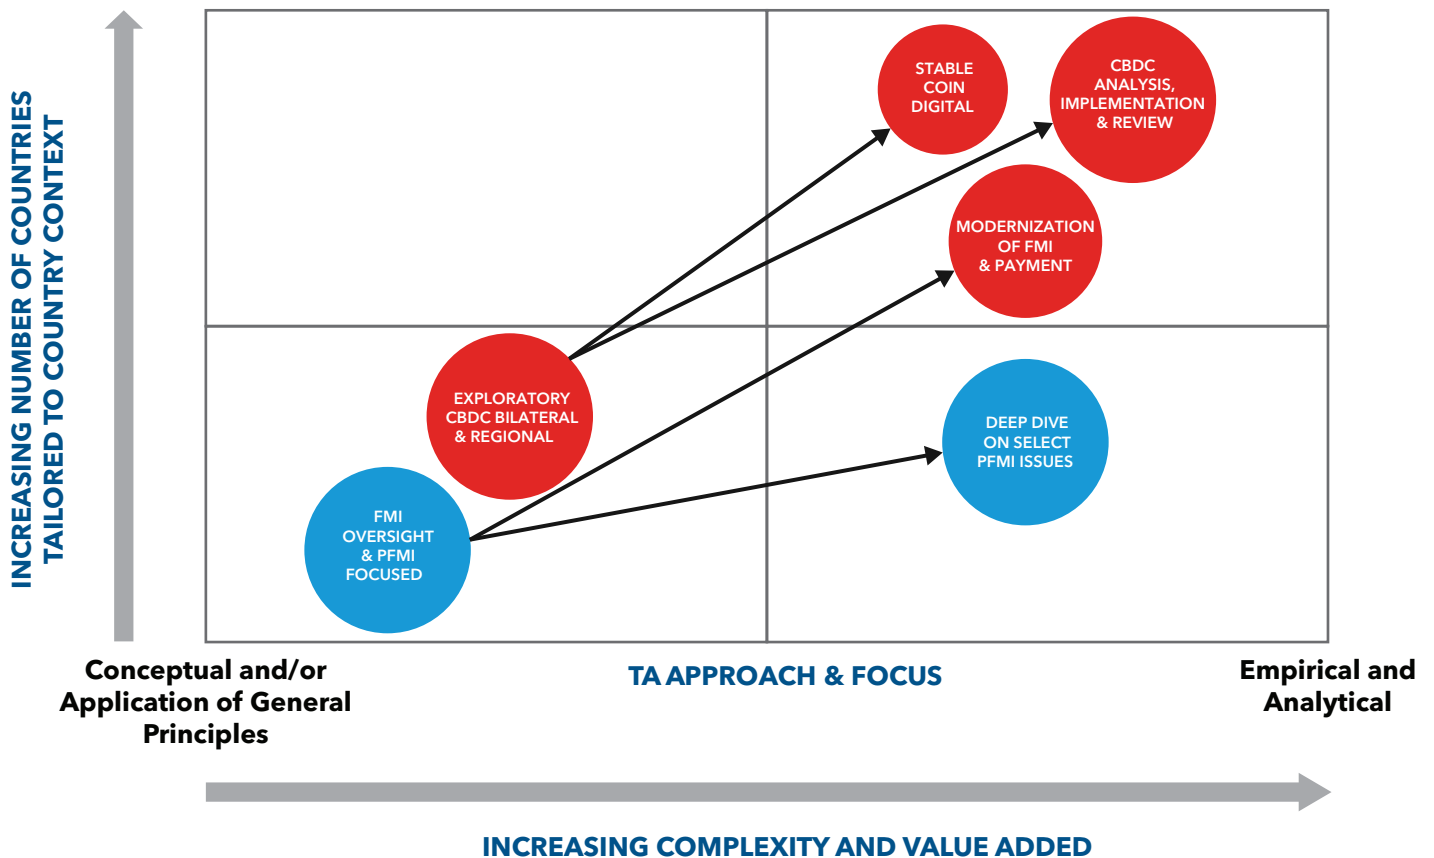 INCREASING NUMBER OF COUNTRIES
TAILORED TO COUNTRY CONTEXT
STABLE
COIN
DIGITAL
CBDC
ANALYSIS,
IMPLEMENTATION
& REVIEW
MODERNIZATION
OF FMI
& PAYMENT
EXPLORATORY
CBDC BILATERAL
& REGIONAL
DEEP DIVE
ON SELECT
PFMI ISSUES
FMI
OVERSIGHT
& PFMI
FOCUSED
Conceptual and/or
Application of General
Principles
TA APPROACH & FOCUS
Empirical and
Analytical
INCREASING COMPLEXITY AND VALUE ADDED